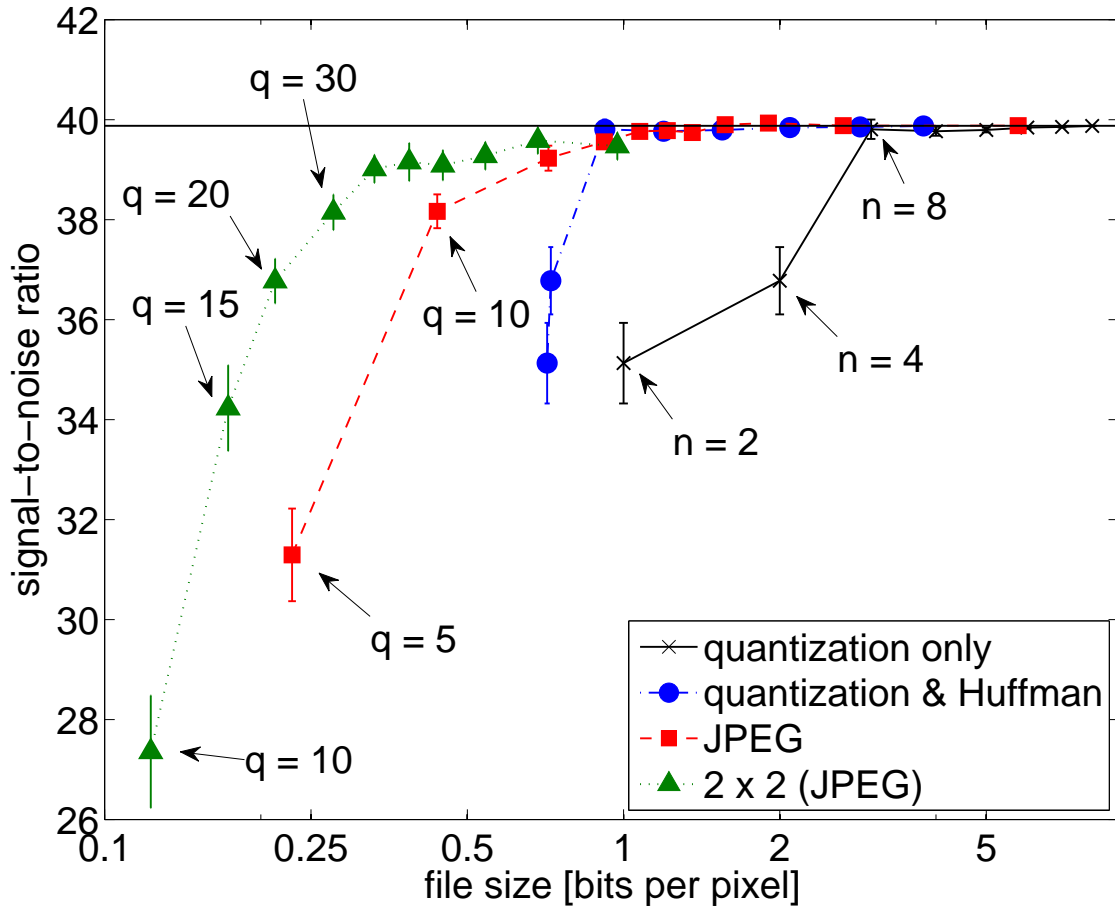 42
40
38
36
34
32
30
28
26
signal−to−noise ratio
q = 30
q = 20
q = 15
q = 10
n = 8
n = 4
n = 2
q = 5
q = 10
quantization only
quantization & Huffman
JPEG
2 x 2 (JPEG)
0.1
0.25
0.5
1
2
5
file size [bits per pixel]